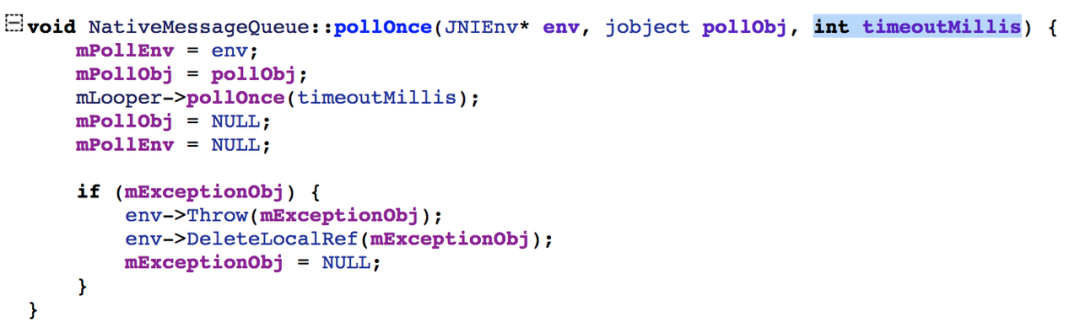 void NativeMessageQueue::pollOnce(JNIEnv* env, jobject pollObj, int timeoutMillis) {
    mPollEnv = env;
    mPollObj = pollObj;
    mLooper->pollOnce(timeoutMillis);
    mPollObj = NULL;
    mPollEnv = NULL;

    if (mExceptionObj) {
        env->Throw(mExceptionObj);
        env->DeleteLocalRef(mExceptionObj);
        mExceptionObj = NULL;
    }
}